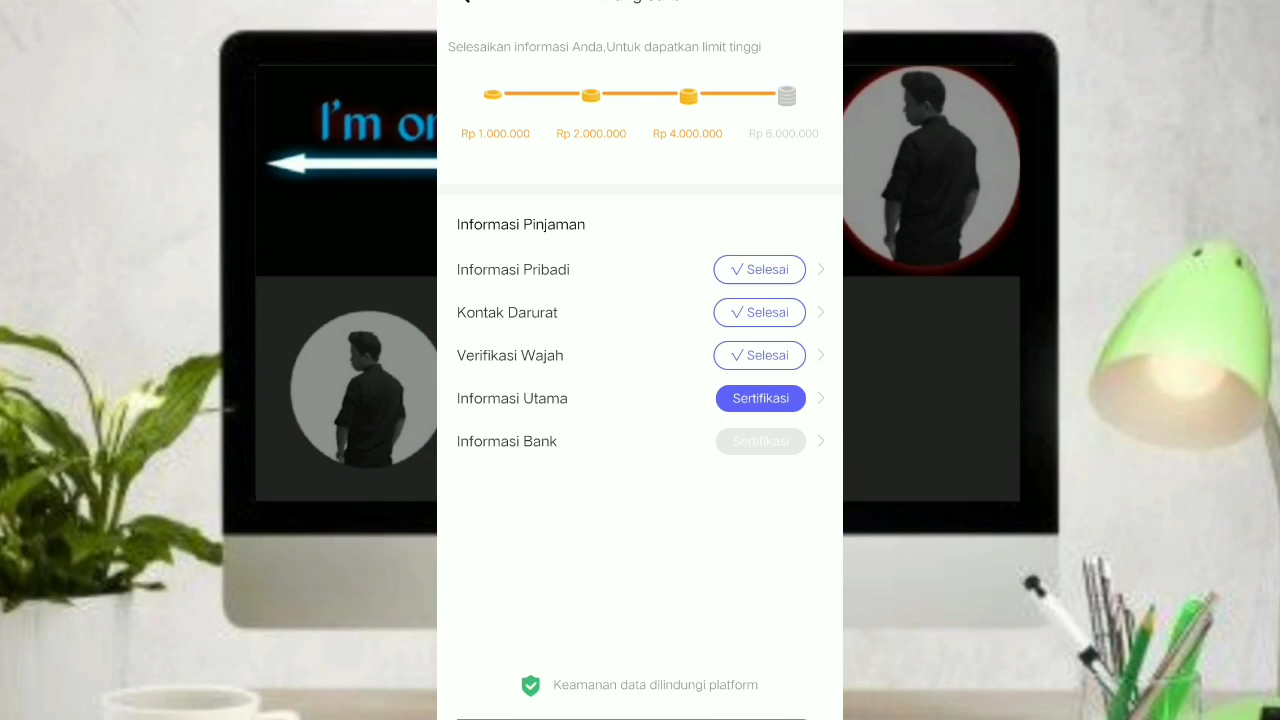 Selesaikan informasi Anda,Untuk dapatkan limit tinggi
I'm
Rp 1.000.000 Rp 2.000.000 Rp 4.000.000 Rp 6.000.000
Informasi Pinjaman
Informasi Pribadi Selesai
Kontak Darurat Selesai
Verifikasi Wajah Selesai
Informasi Utama Sertifikasi
Informasi Bank Sertifikasi
Keamanan data dilindungi platform